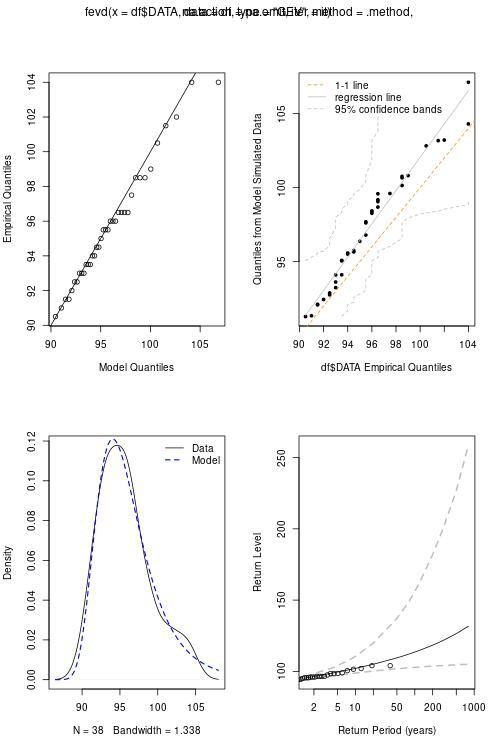 fevd(x = df$DATA,
method = .method,
Empirical Quantiles
90 92 94 96 98 100 102 104
90 95 100 105
Model Quantiles
Quantiles from Model Simulated Data
95 100 105
1-1 line
regression line
95% confidence bands
90 92 94 96 98 100 104
df$DATA Empirical Quantiles
Density
0.00 0.02 0.04 0.06 0.08 0.10 0.12
Data
Model
90 95 100 105
N = 38 Bandwidth = 1.338
Return Level
100 150 200 250
2 5 10 50 200 1000
Return Period (years)